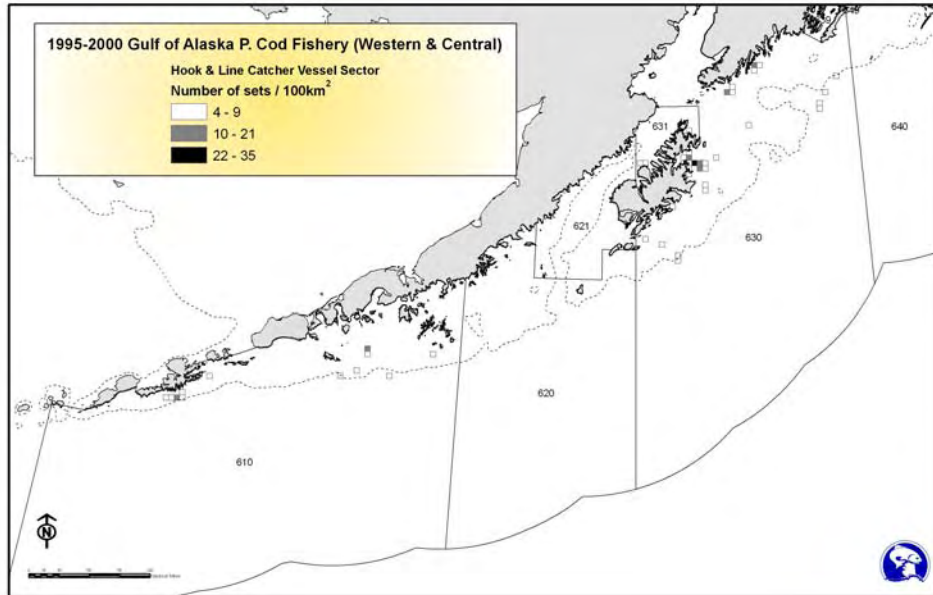 1995-2000 Gulf of Alaska P. Cod Fishery (Western & Central)
Hook & Line Catcher Vessel Sector
Number of sets / 100km²
4 - 9
10 - 21
22 - 35
631
640
621
630
620
610
N